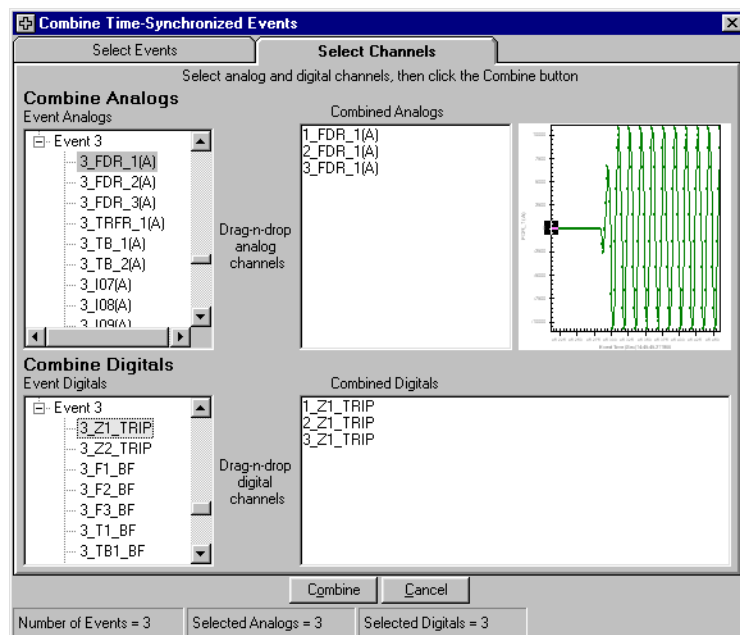 Combine Time-Synchronized Events
Select Events
Select Channels
Select analog and digital channels, then click the Combine button
Combine Analogs
Event Analogs
Event 3
3_FDR_1(A)
3_FDR_2(A)
3_FDR_3(A)
3_TRFR_1(A)
3_TB_1(A)
3_TB_2(A)
3_I07(A)
3_I08(A)
3_I09(A)
Drag-n-drop
analog
channels
Combined Analogs
1_FDR_1(A)
2_FDR_1(A)
3_FDR_1(A)
Combine Digitals
Event Digitals
Event 3
3_Z1_TRIP
3_Z2_TRIP
3_F1_BF
3_F2_BF
3_F3_BF
3_T1_BF
3_TB1_BF
Drag-n-drop
digital
channels
Combined Digitals
1_Z1_TRIP
2_Z1_TRIP
3_Z1_TRIP
Combine
Cancel
Number of Events = 3
Selected Analogs = 3
Selected Digitals = 3